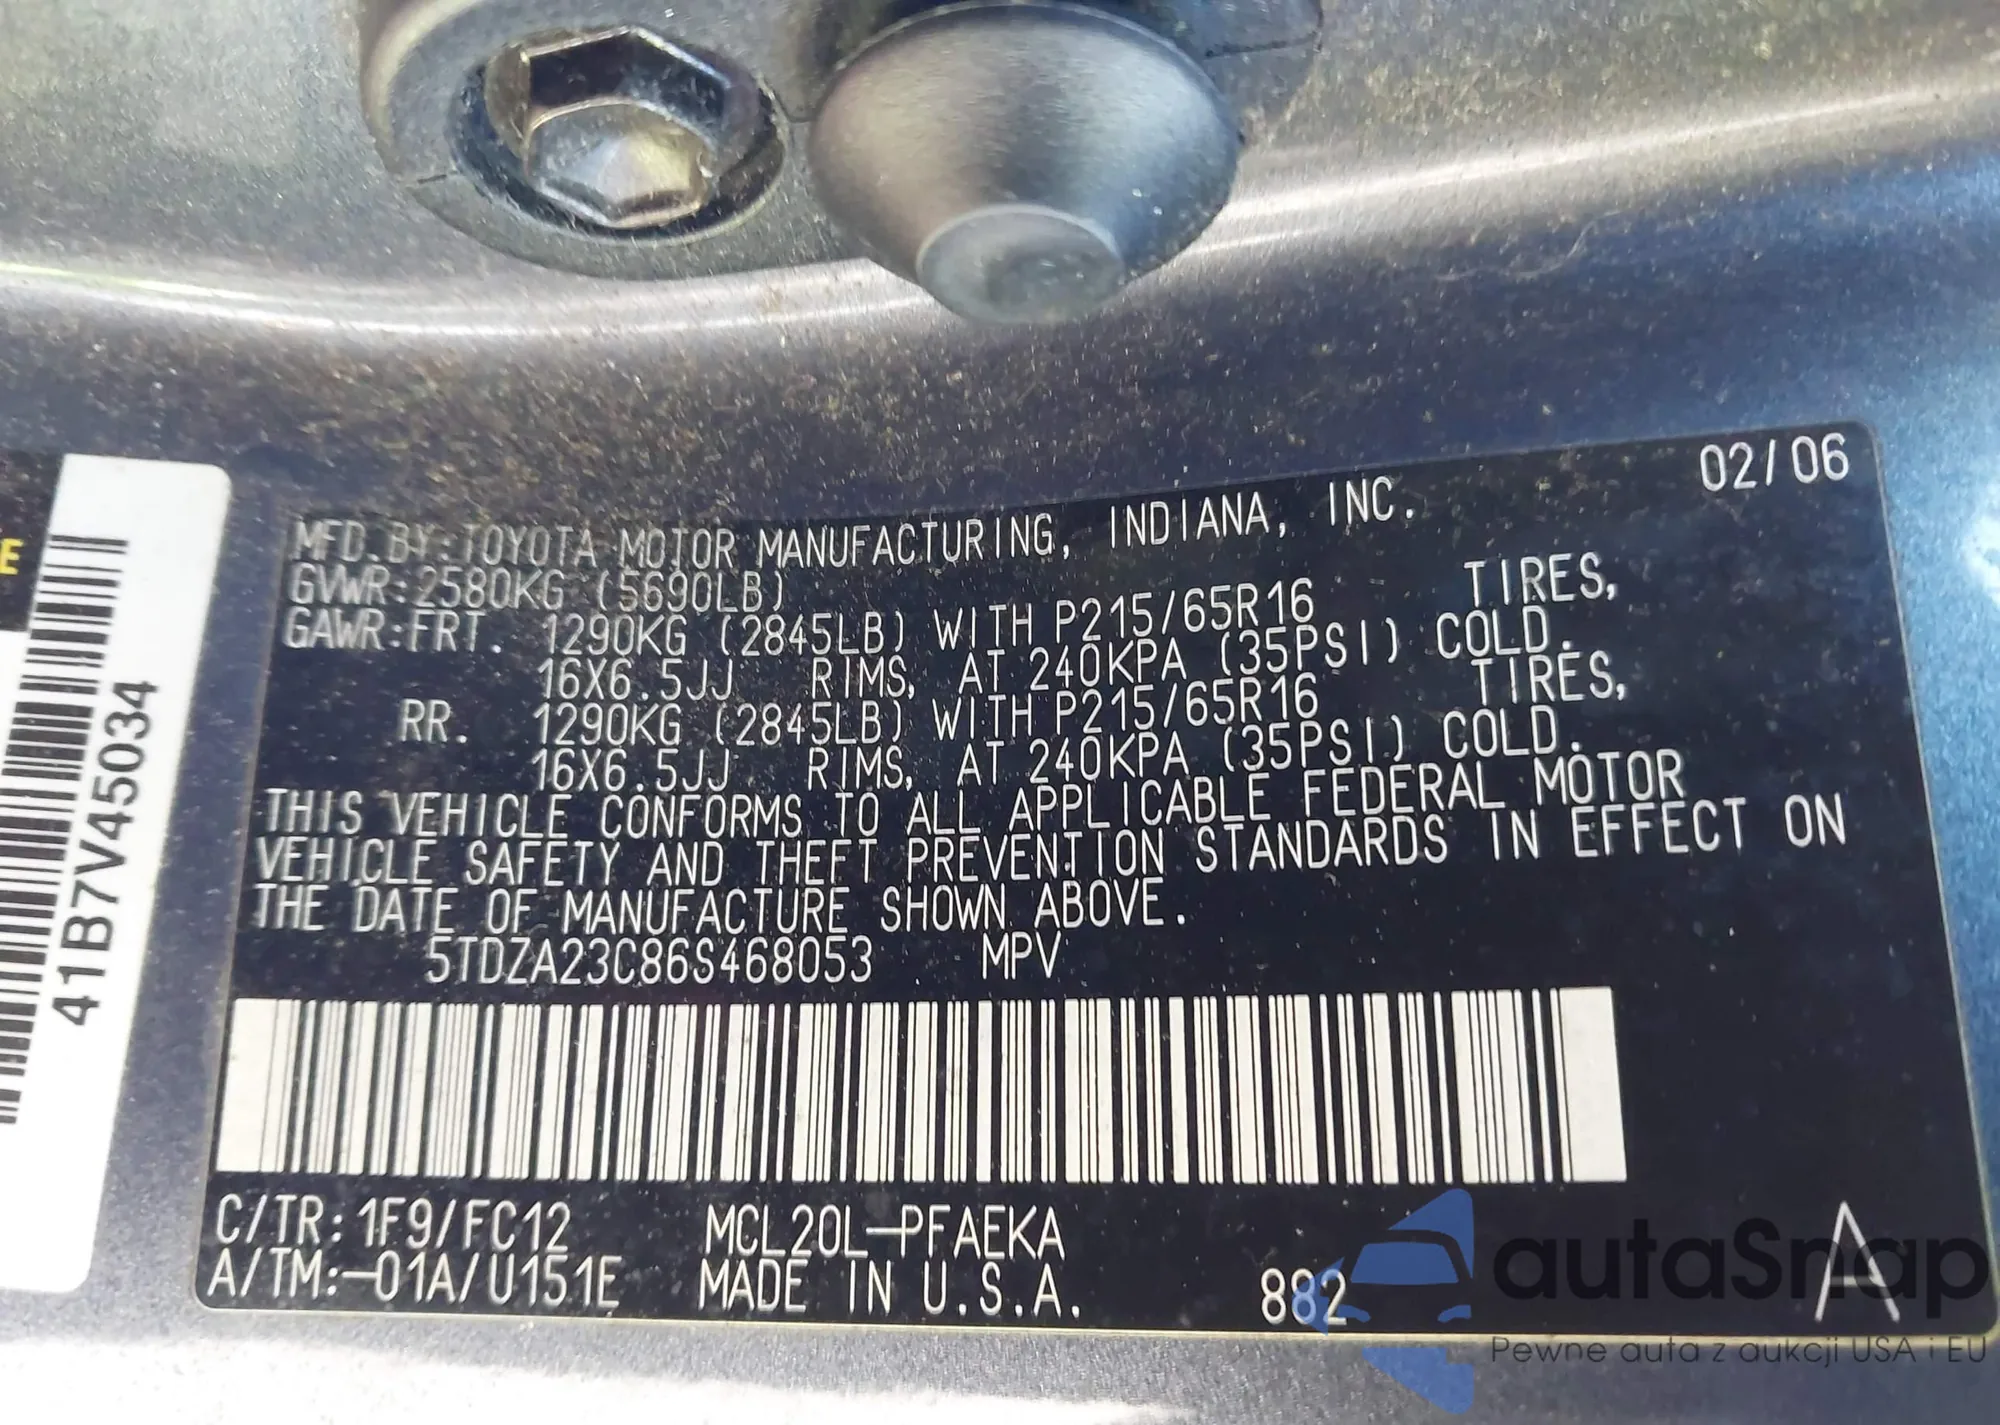 02/06
MFD.BY:TOYOTA MOTOR MANUFACTURING, INDIANA, INC.
GVWR:2580KG (5690LB)
GAWR:FRT. 1290KG (2845LB) WITH P215/65R16 TIRES,
16X6.5JJ RIMS, AT 240KPA (35PSI) COLD.
RR. 1290KG (2845LB) WITH P215/65R16 TIRES,
16X6.5JJ RIMS, AT 240KPA (35PSI) COLD.
THIS VEHICLE CONFORMS TO ALL APPLICABLE FEDERAL MOTOR
VEHICLE SAFETY AND THEFT PREVENTION STANDARDS IN EFFECT ON
THE DATE OF MANUFACTURE SHOWN ABOVE.
5TDZA23C86S468053 MPV
C/TR:1F9/FC12 MCL20L-PFAEKA
A/TM:-01A/U151E MADE IN U.S.A. 882 A
41B7V45034
E
autoSnap
Pewne auta z aukcji USA i EU